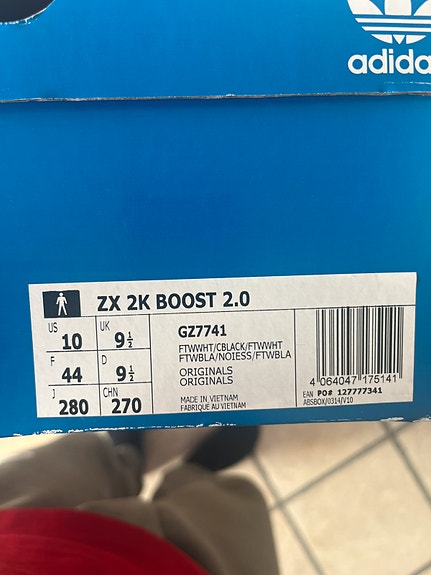 adidas
ZX 2K BOOST 2.0
US 10 UK 9½
F 44 D 9½
J 280 CHN 270
GZ7741
FTWWHT/CBLACK/FTWWHT
FTWBLA/NOIESS/FTWBLA
ORIGINALS
ORIGINALS
MADE IN VIETNAM
FABRIQUE AU VIETNAM
4 064047 175141
EAN PO# 127777341
ABSBOX/0314/V10